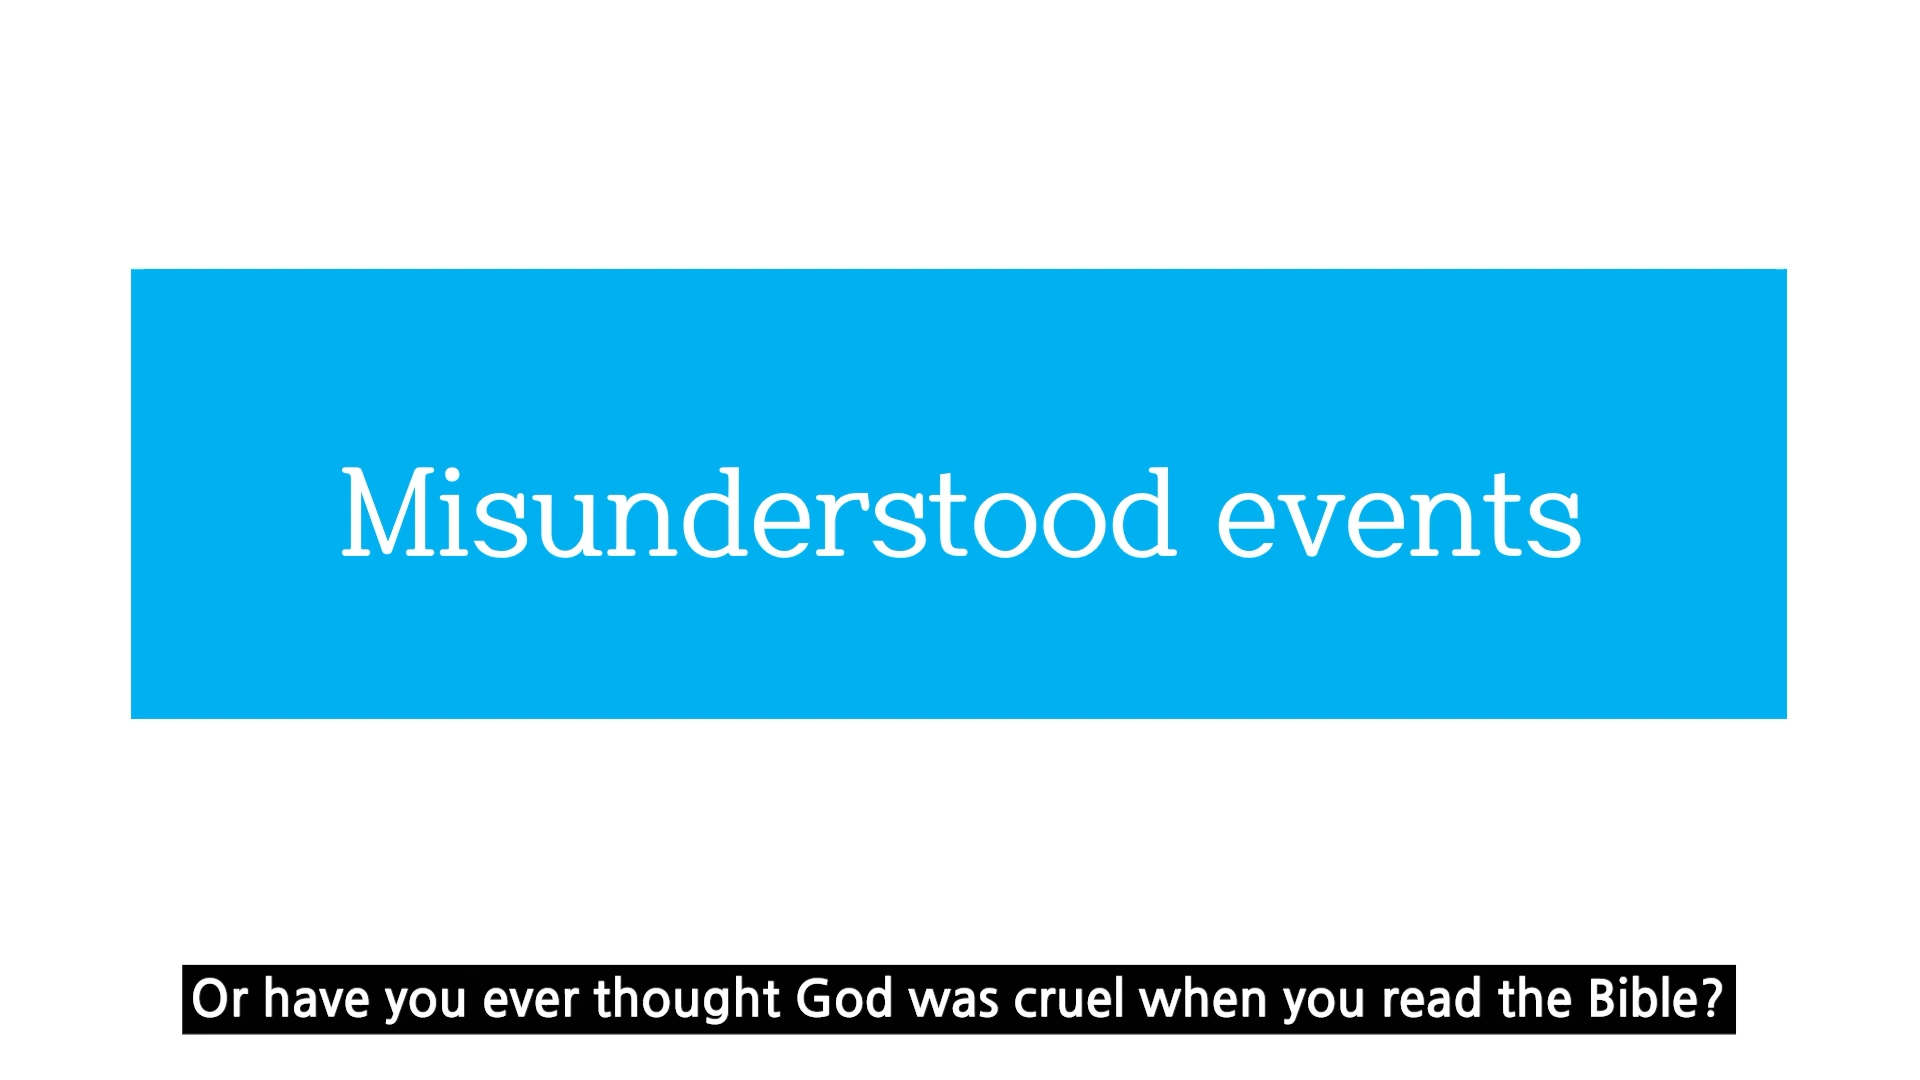 Misunderstood events
Or have you ever thought God was cruel when you read the Bible?